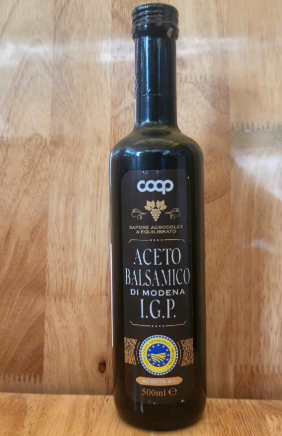 coop
SAPORE AGRODOLCE
& EQUILIBRATO
ACETO
BALSAMICO
DI MODENA
I.G.P.
500ml e